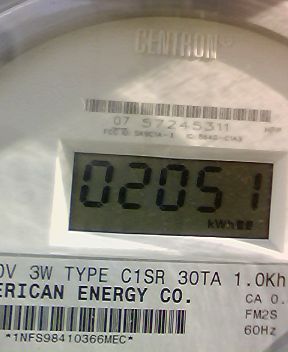 CENTRON®
07 57245311
02051
kWh
0V 3W TYPE C1SR 30TA 1.0Kh
ERICAN ENERGY CO.
CA 0.
FM2S
60Hz
*1NFS98410366MEC*